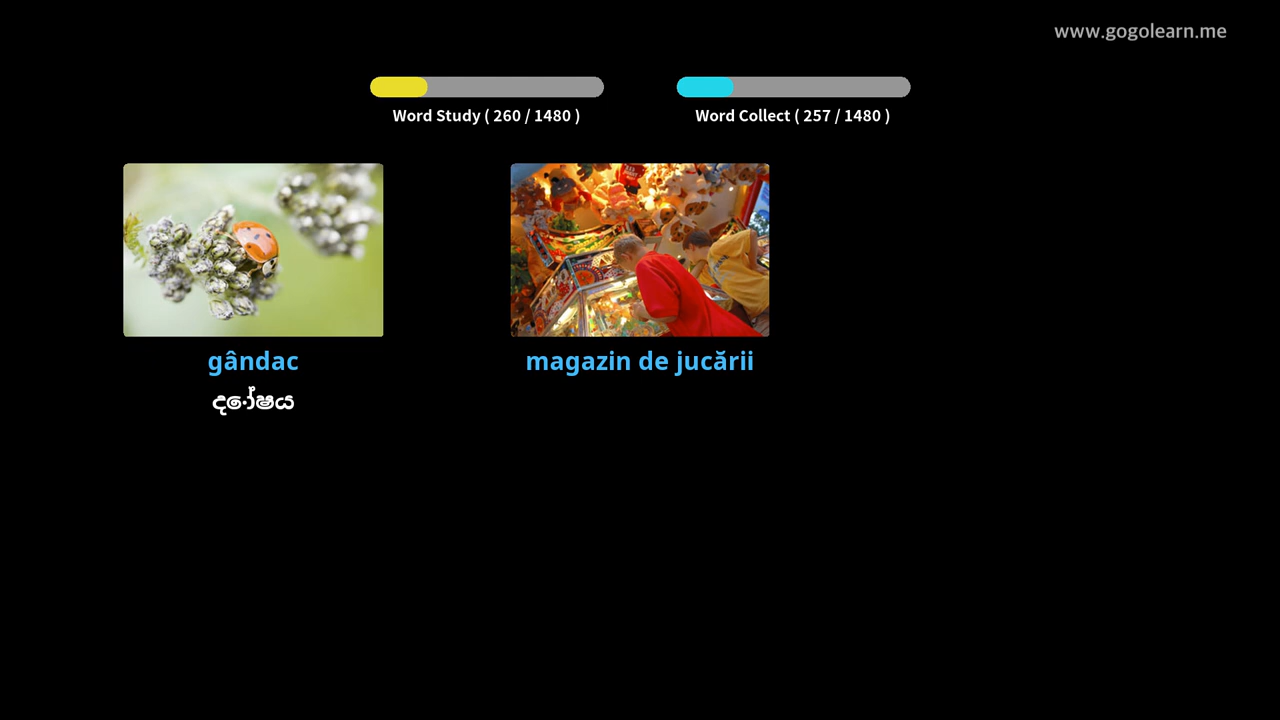 www.gogolearn.me
Word Study ( 260 / 1480 )
Word Collect ( 257 / 1480 )
gândac
magazin de jucării
දෝෂය